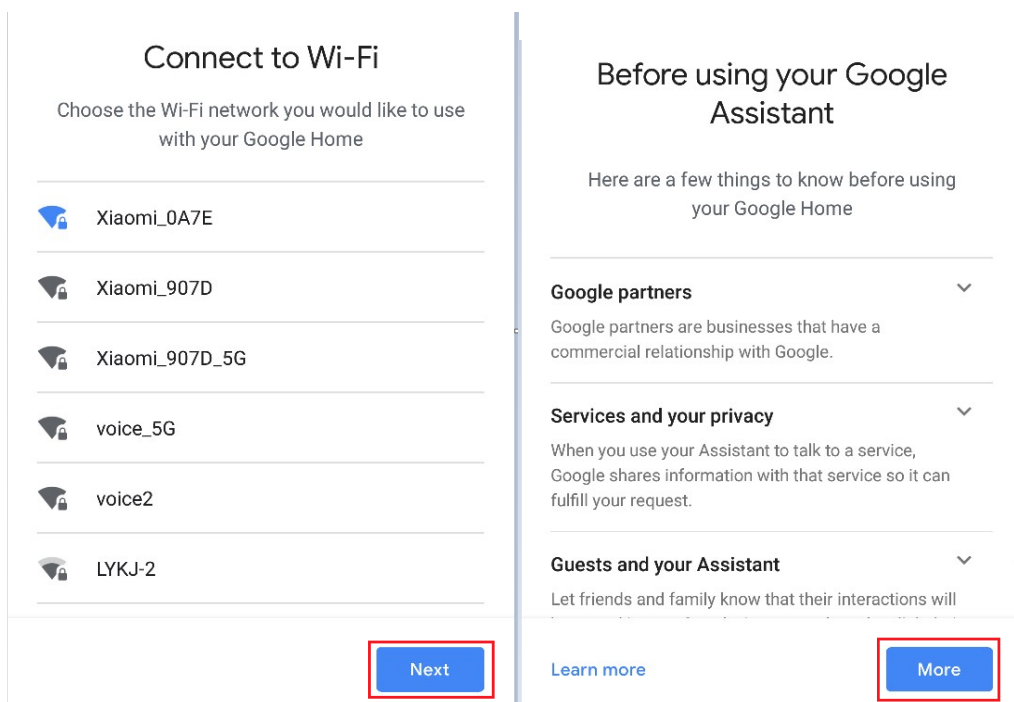 Connect to Wi-Fi
Choose the Wi-Fi network you would like to use
with your Google Home
Xiaomi_0A7E
Xiaomi_907D
Xiaomi_907D_5G
voice_5G
voice2
LYKJ-2
Next
Before using your Google
Assistant
Here are a few things to know before using
your Google Home
Google partners
Google partners are businesses that have a
commercial relationship with Google.
Services and your privacy
When you use your Assistant to talk to a service,
Google shares information with that service so it can
fulfill your request.
Guests and your Assistant
Let friends and family know that their interactions will
Learn more
More